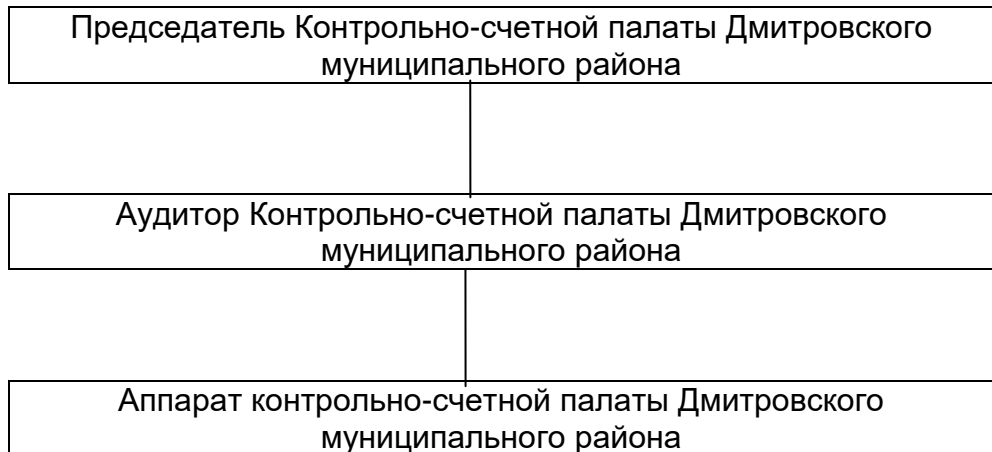 Председатель Контрольно-счетной палаты Дмитровского
муниципального района
Аудитор Контрольно-счетной палаты Дмитровского
муниципального района
Аппарат контрольно-счетной палаты Дмитровского
муниципального района